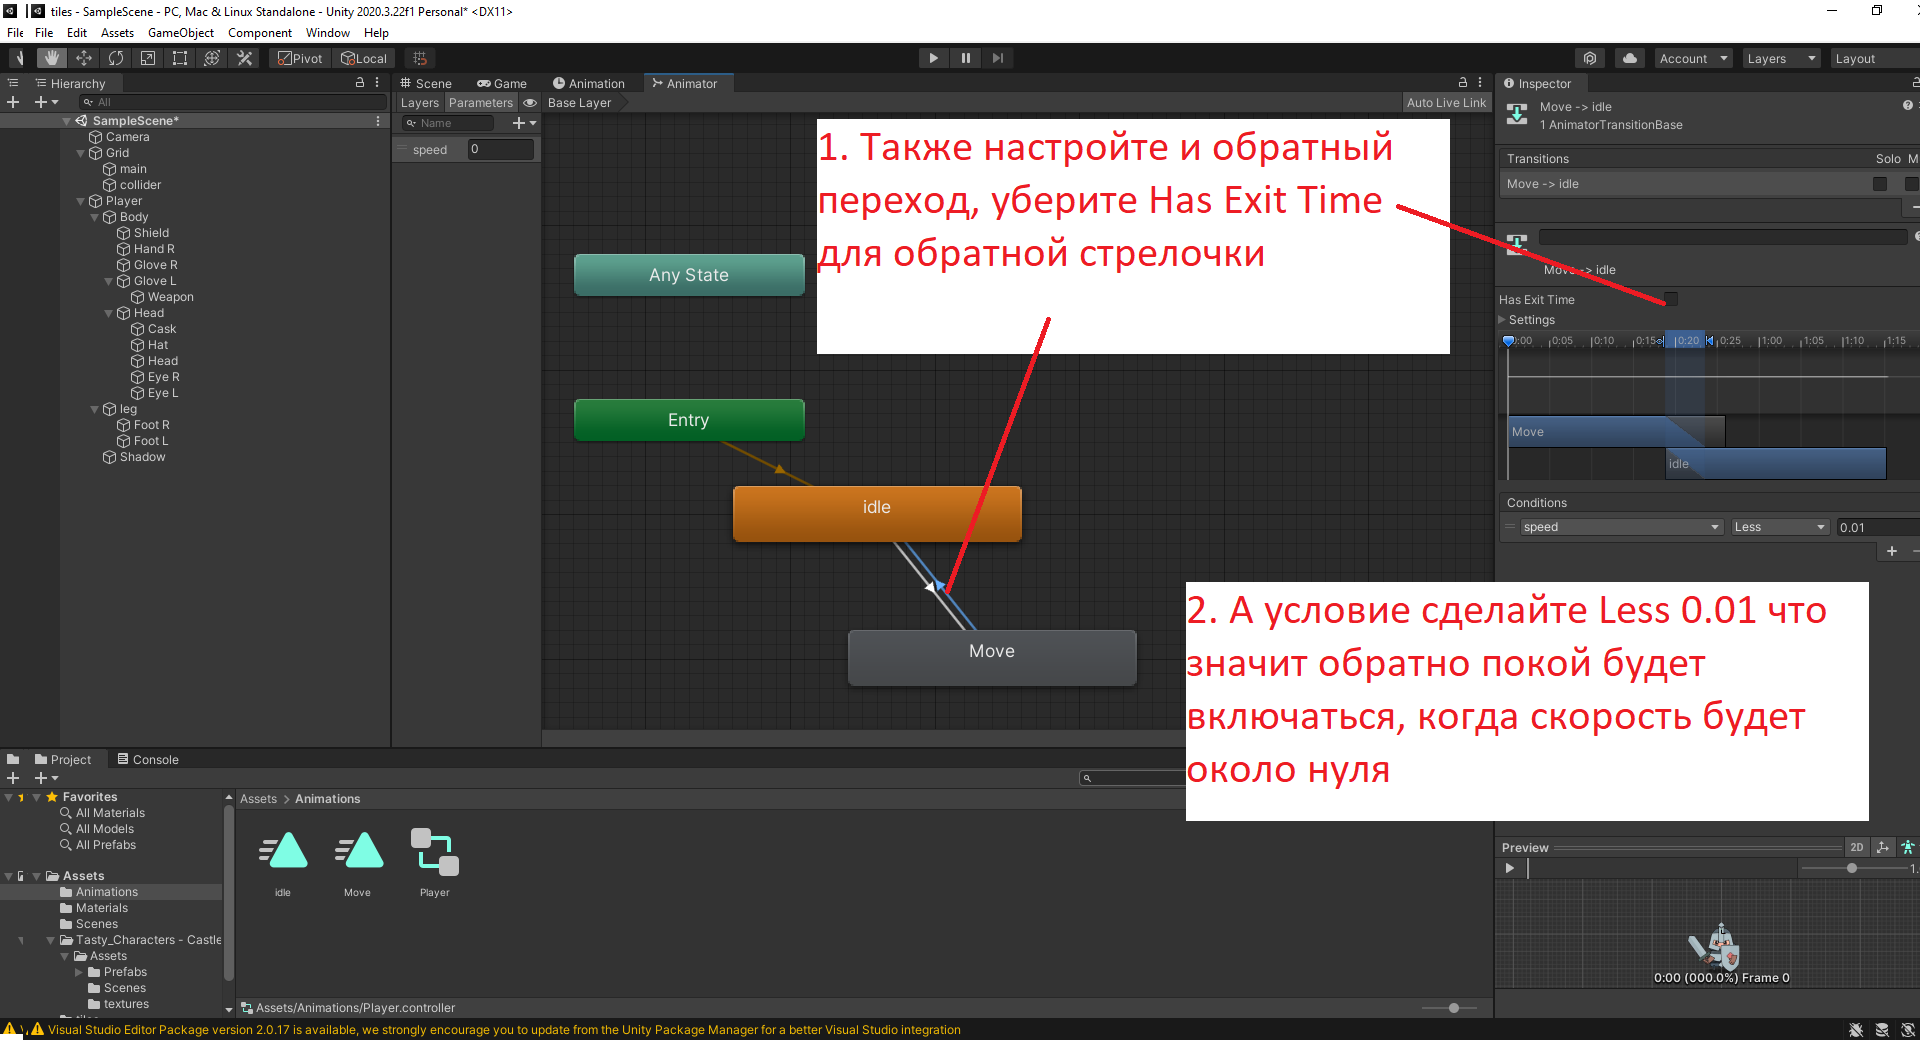 tiles - SampleScene - PC, Mac & Linux Standalone - Unity 2020.3.22f1 Personal* <DX11>
File Edit Assets GameObject Component Window Help
Pivot Local
Account Layers Layout
Hierarchy
All
SampleScene*
Camera
Grid
main
collider
Player
Body
Shield
Hand R
Glove R
Glove L
Weapon
Head
Cask
Hat
Head
Eye R
Eye L
leg
Foot R
Foot L
Shadow
Scene Game Animation Animator
Layers Parameters Base Layer Auto Live Link
Name
speed 0
1. Также настройте и обратный
переход, уберите Has Exit Time
для обратной стрелочки
Any State
Entry
idle
Move
Inspector
Move -> idle
1 AnimatorTransitionBase
Transitions Solo M
Move -> idle
Move -> idle
Has Exit Time
Settings
0:00 0:05 0:10 0:15 0:20 0:25 1:00 1:05 1:10 1:15
Move
idle
Conditions
speed Less 0.01
2. А условие сделайте Less 0.01 что
значит обратно покой будет
включаться, когда скорость будет
около нуля
Project Console
Favorites
All Materials
All Models
All Prefabs
Assets
Animations
Materials
Scenes
Tasty_Characters - Castle
Assets
Prefabs
Scenes
textures
Assets > Animations
idle Move Player
Assets/Animations/Player.controller
Preview 2D
1.
0:00 (000.0%) Frame 0
Visual Studio Editor Package version 2.0.17 is available, we strongly encourage you to update from the Unity Package Manager for a better Visual Studio integration